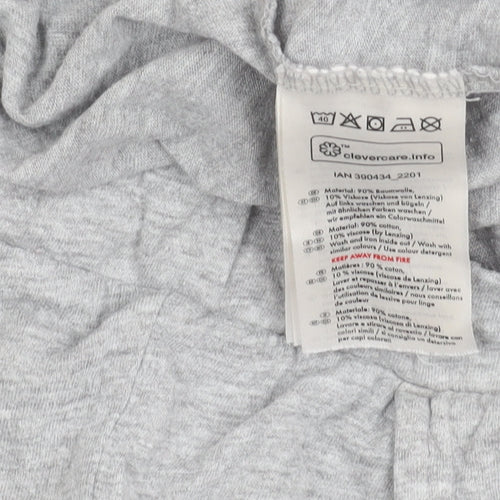 40
clevercare.info
IAN 390434_2201
Material: 90% Baumwolle,
10% Viskose (Viskose von Lenzing)
Auf links waschen und bügeln /
mit ähnlichen Farben waschen /
wir empfehlen ein Colorwaschmittel
Material: 90% cotton,
10% viscose (by Lenzing)
Wash and iron inside out / Wash with
similar colours / Use colour detergent
KEEP AWAY FROM FIRE
Matières : 90 % coton,
10 % viscose (viscose de Lenzing)
Laver et repasser à l'envers / laver avec
des couleurs similaires / nous conseillons
l'utilisation de lessive pour linge
de couleur
Materiale: 90% cotone,
10% viscosa (viscosa di Lenzing)
Lavare e stirare al rovescio / lavare con
colori simili / si consiglia un detersivo
per capi colorati